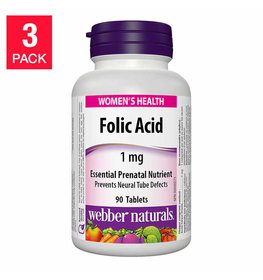 3
PACK
WOMEN'S HEALTH
Folic Acid
1 mg
Essential Prenatal Nutrient
Prevents Neural Tube Defects
90 Tablets
webber naturals®